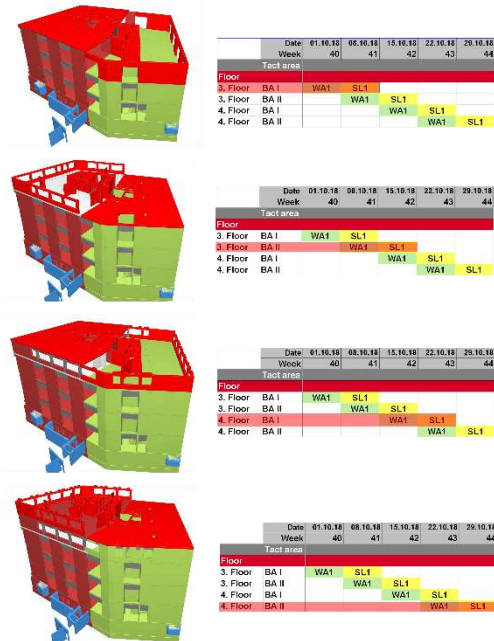 Date 01.10.18 08.10.18 15.10.18 22.10.18 29.10.18
Week 40 41 42 43 44
Tact area
Floor
3. Floor BA I WA1 SL1
3. Floor BA II WA1 SL1
4. Floor BA I WA1 SL1
4. Floor BA II WA1 SL1
Date 01.10.18 08.10.18 15.10.18 22.10.18 29.10.18
Week 40 41 42 43 44
Tact area
Floor
3. Floor BA I WA1 SL1
3. Floor BA II WA1 SL1
4. Floor BA I WA1 SL1
4. Floor BA II WA1 SL1
Date 01.10.18 08.10.18 15.10.18 22.10.18 29.10.18
Week 40 41 42 43 44
Tact area
Floor
3. Floor BA I WA1 SL1
3. Floor BA II WA1 SL1
4. Floor BA I WA1 SL1
4. Floor BA II WA1 SL1
Date 01.10.18 08.10.18 15.10.18 22.10.18 29.10.18
Week 40 41 42 43 44
Tact area
Floor
3. Floor BA I WA1 SL1
3. Floor BA II WA1 SL1
4. Floor BA I WA1 SL1
4. Floor BA II WA1 SL1